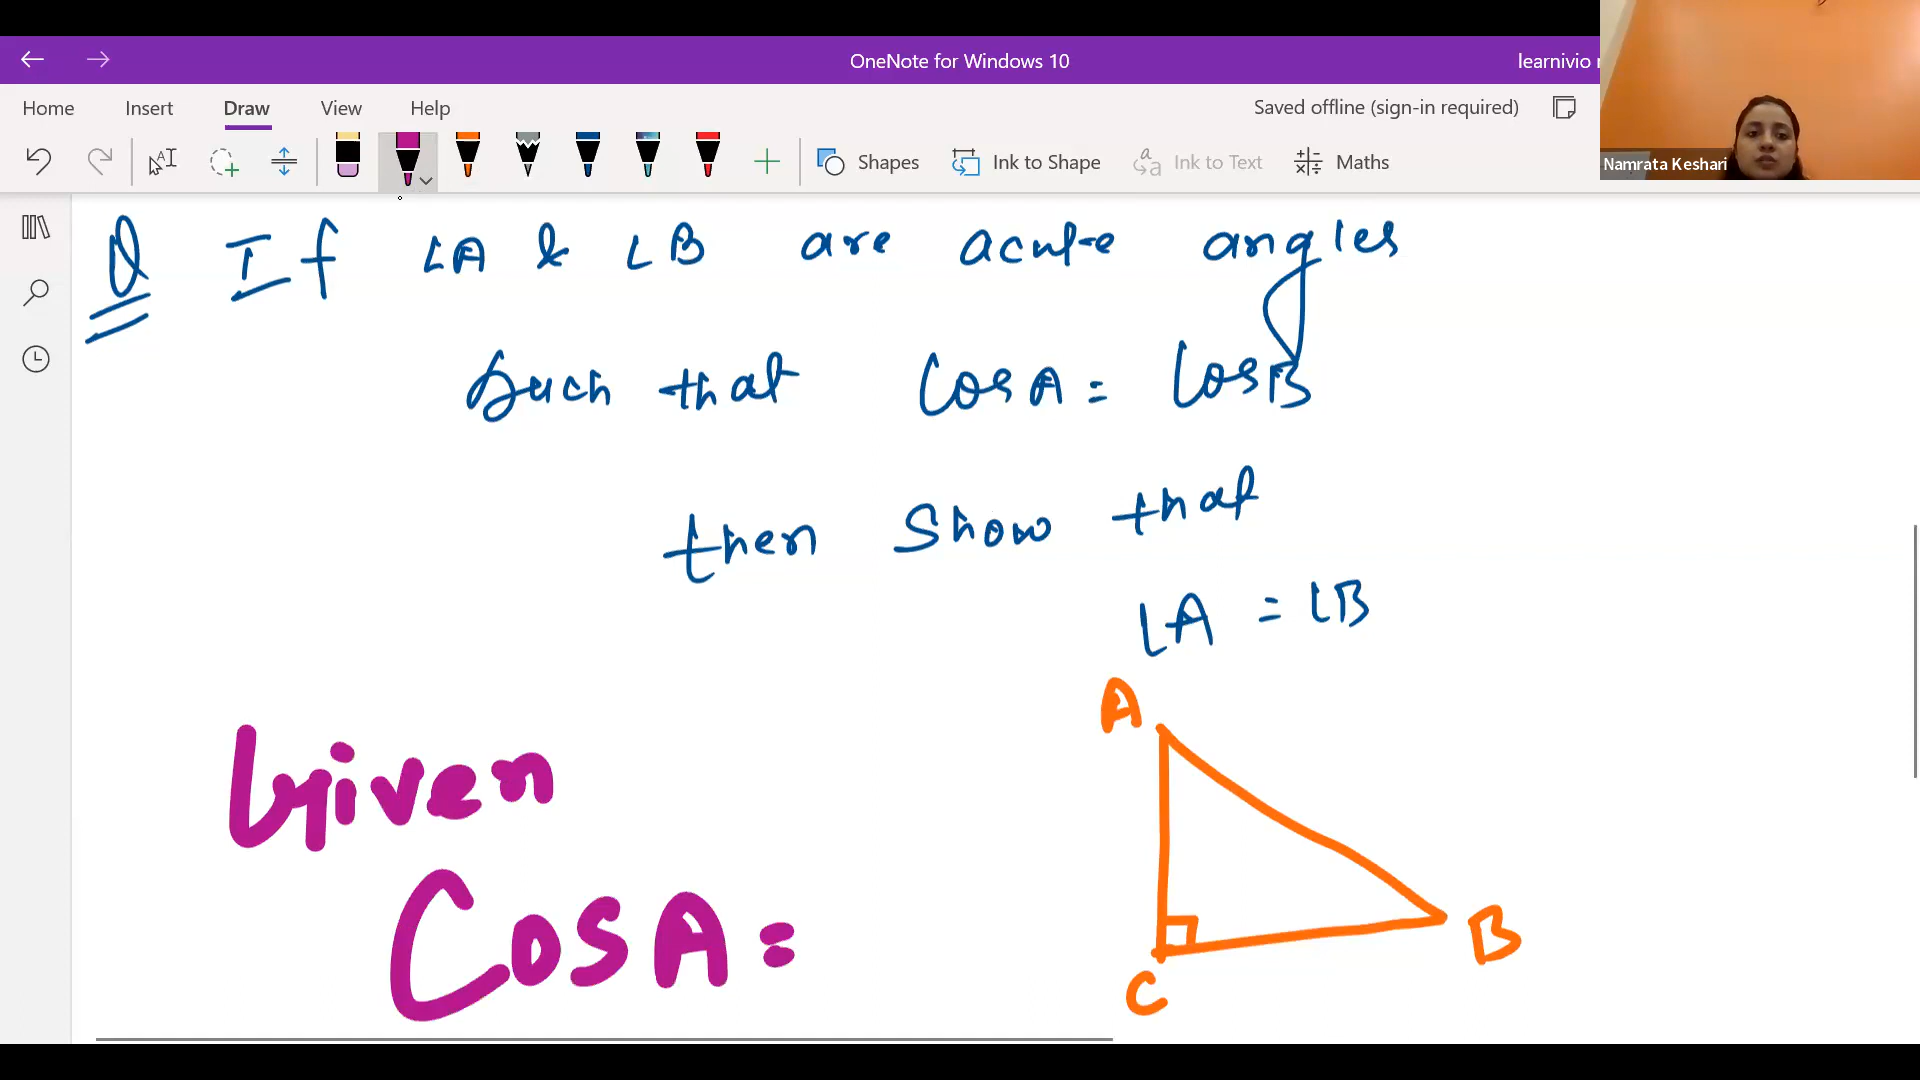 OneNote for Windows 10
learnivio
Home Insert Draw View Help
Saved offline (sign-in required)
Shapes Ink to Shape Ink to Text Maths
Namrata Keshari
Q If ∠A & ∠B are acute angles
such that Cos A = Cos B
then show that
∠A = ∠B
Given
Cos A =
A
B
C